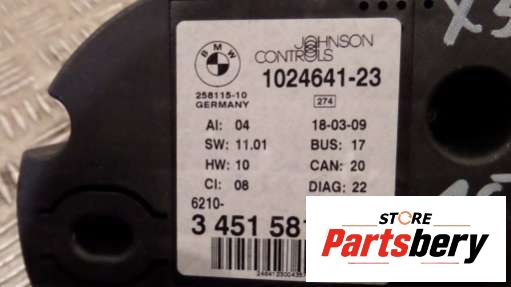 BMW
JOHNSON
CONTROLS
1024641-23
258115-10
GERMANY
274
AI: 04 18-03-09
SW: 11.01 BUS: 17
HW: 10 CAN: 20
CI: 08 DIAG: 22
6210-
3 451 581
STORE
Partsbery